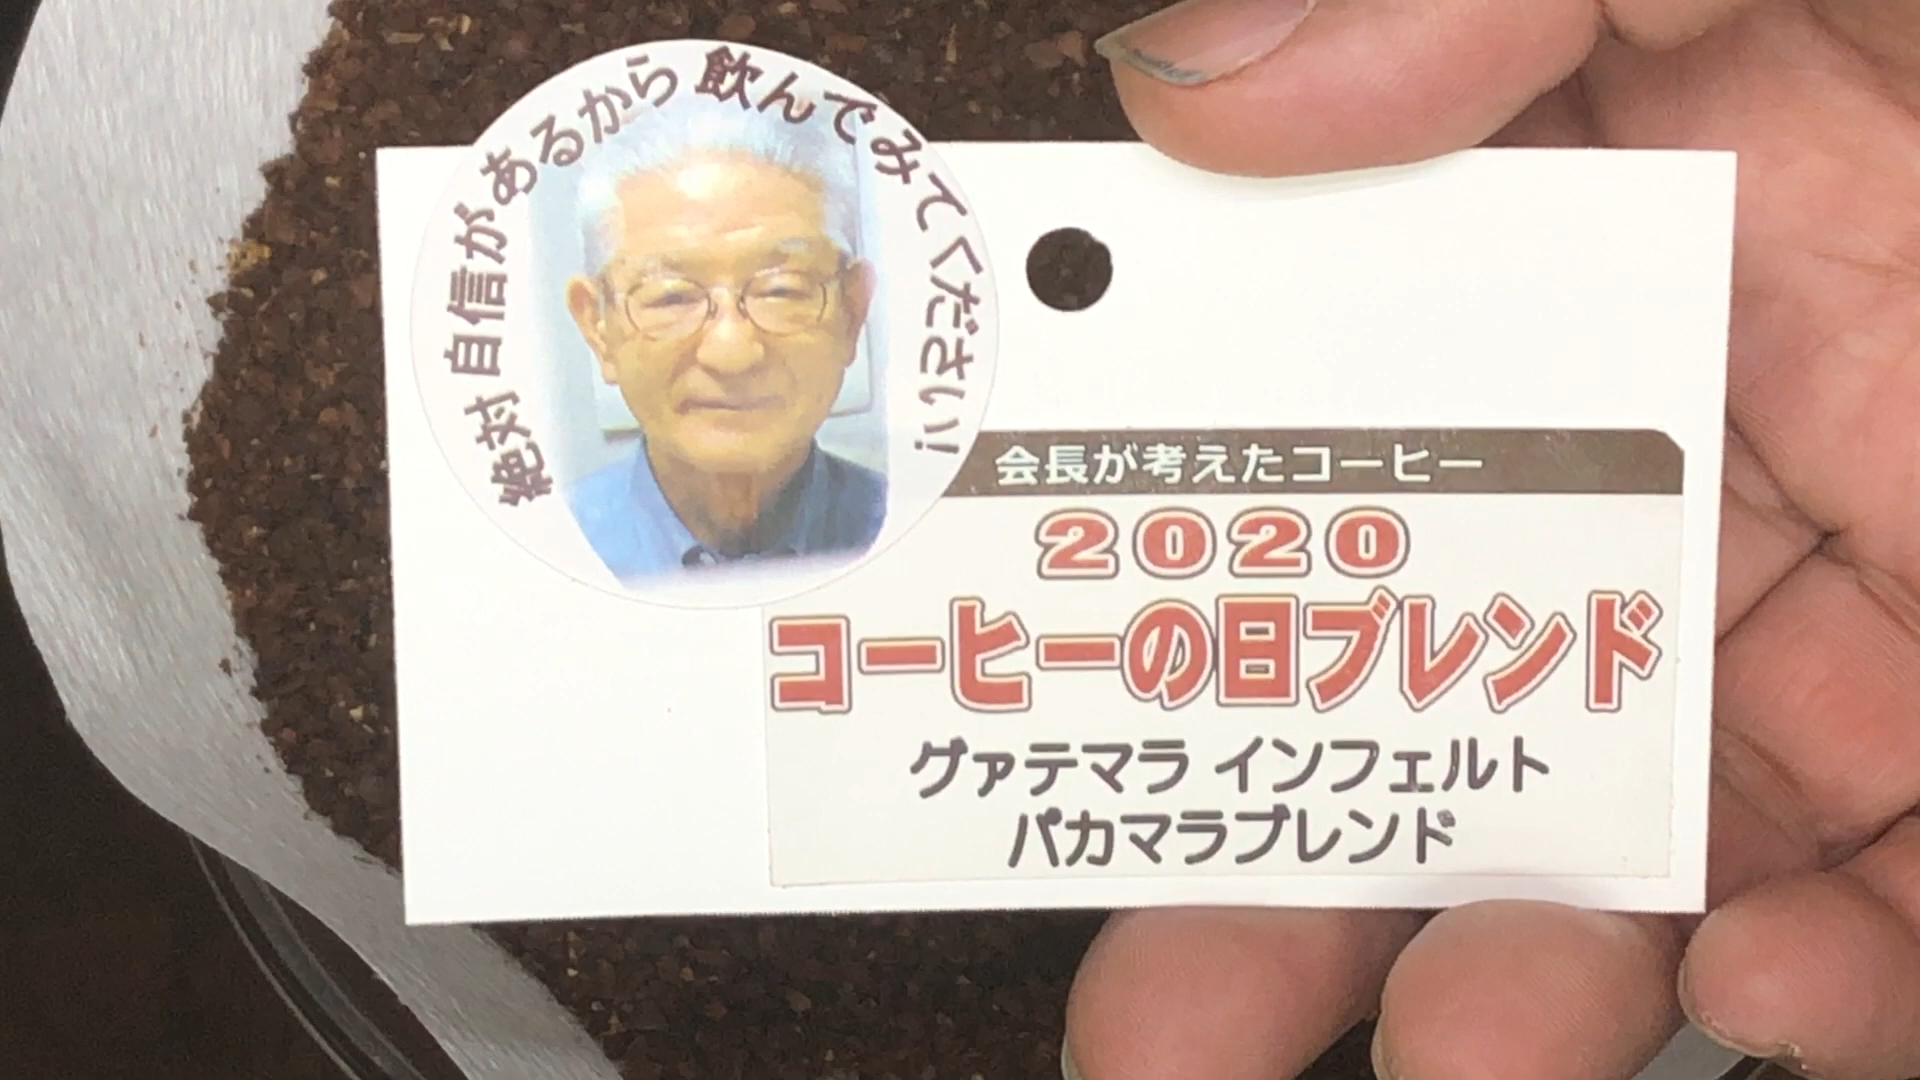 絶対 自信があるから 飲んでみてください!
会長が考えたコーヒー
2020
コーヒーの日ブレンド
グァテマラ インフェルト
パカマラブレンド